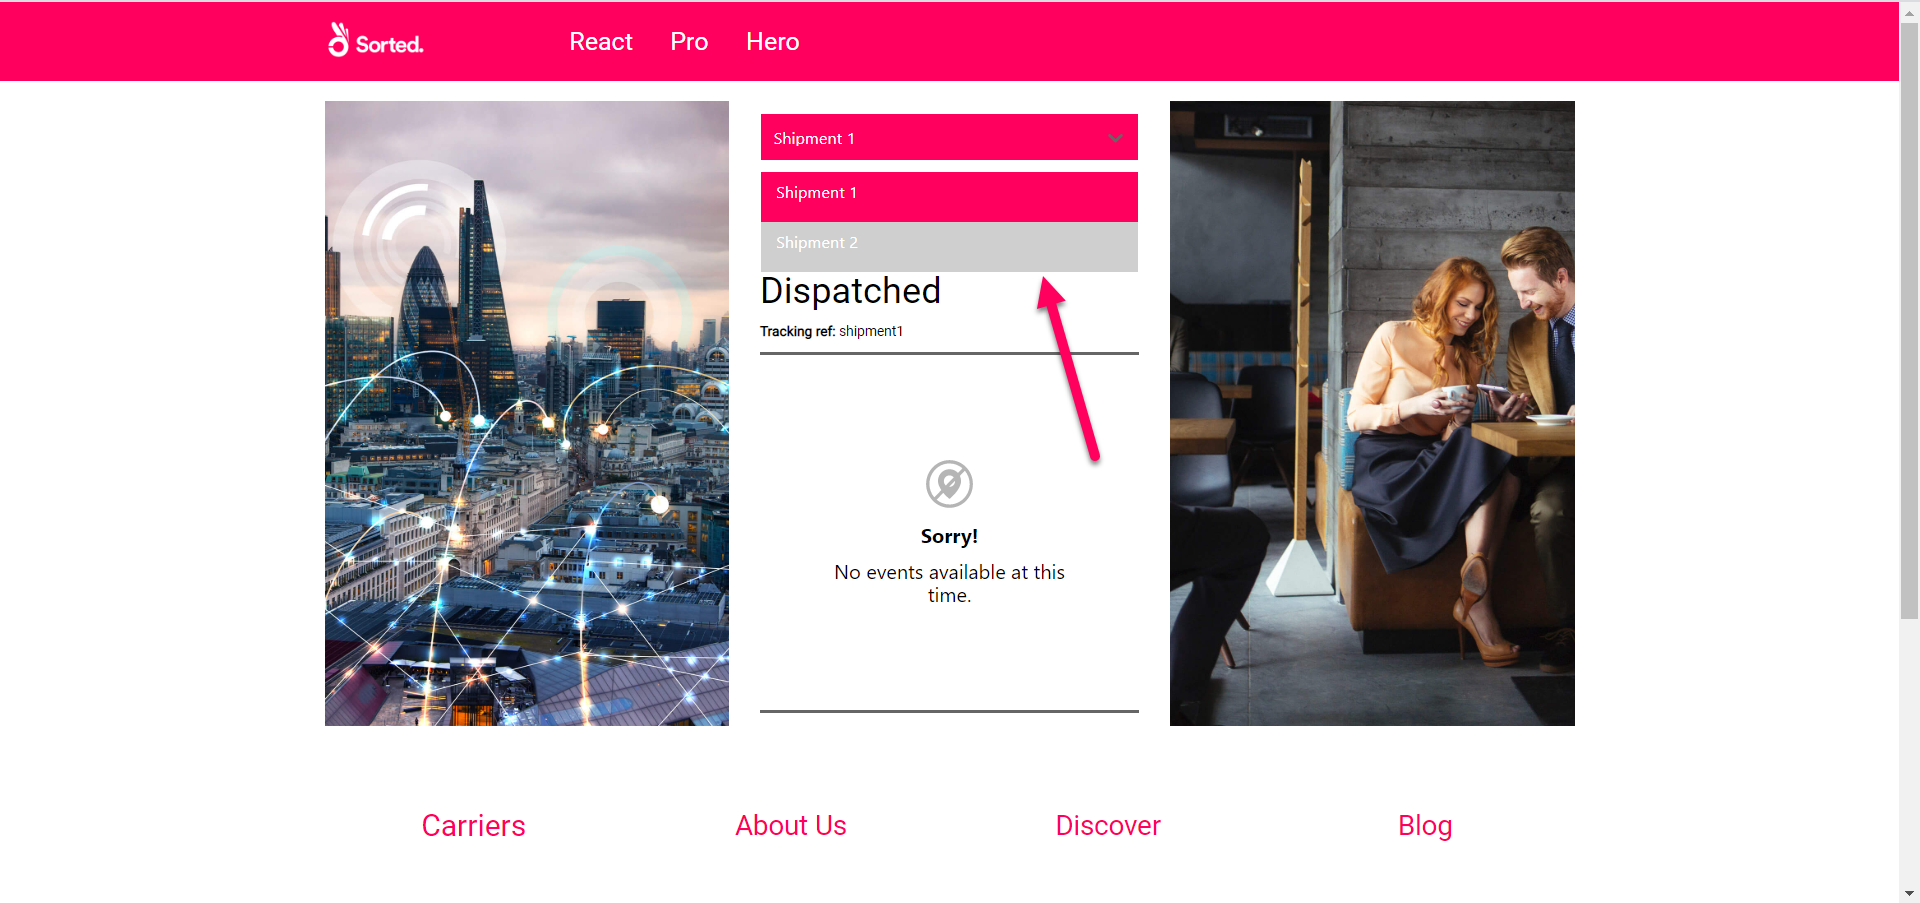 Sorted.
React
Pro
Hero
Shipment 1
Shipment 1
Shipment 2
Dispatched
Tracking ref: shipment1
Sorry!
No events available at this
time.
Carriers
About Us
Discover
Blog